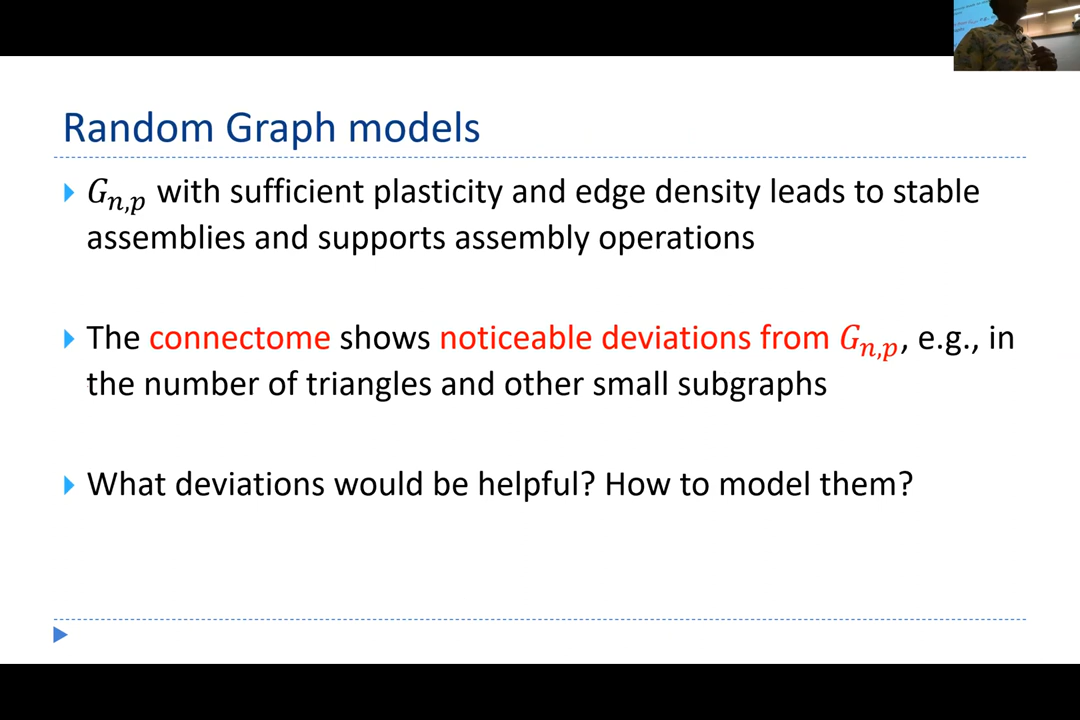 Random Graph models
G_{n,p} with sufficient plasticity and edge density leads to stable
assemblies and supports assembly operations
The connectome shows noticeable deviations from G_{n,p}, e.g., in
the number of triangles and other small subgraphs
What deviations would be helpful? How to model them?